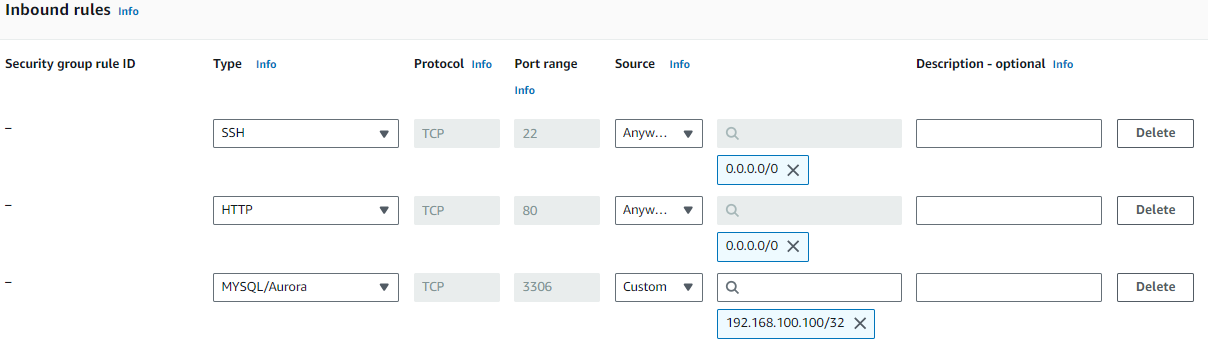 Inbound rules Info
Security group rule ID Type Info Protocol Info Port range Info Source Info Description - optional Info
– SSH TCP 22 Anyw... Delete
0.0.0.0/0
– HTTP TCP 80 Anyw... Delete
0.0.0.0/0
– MYSQL/Aurora TCP 3306 Custom Delete
192.168.100.100/32